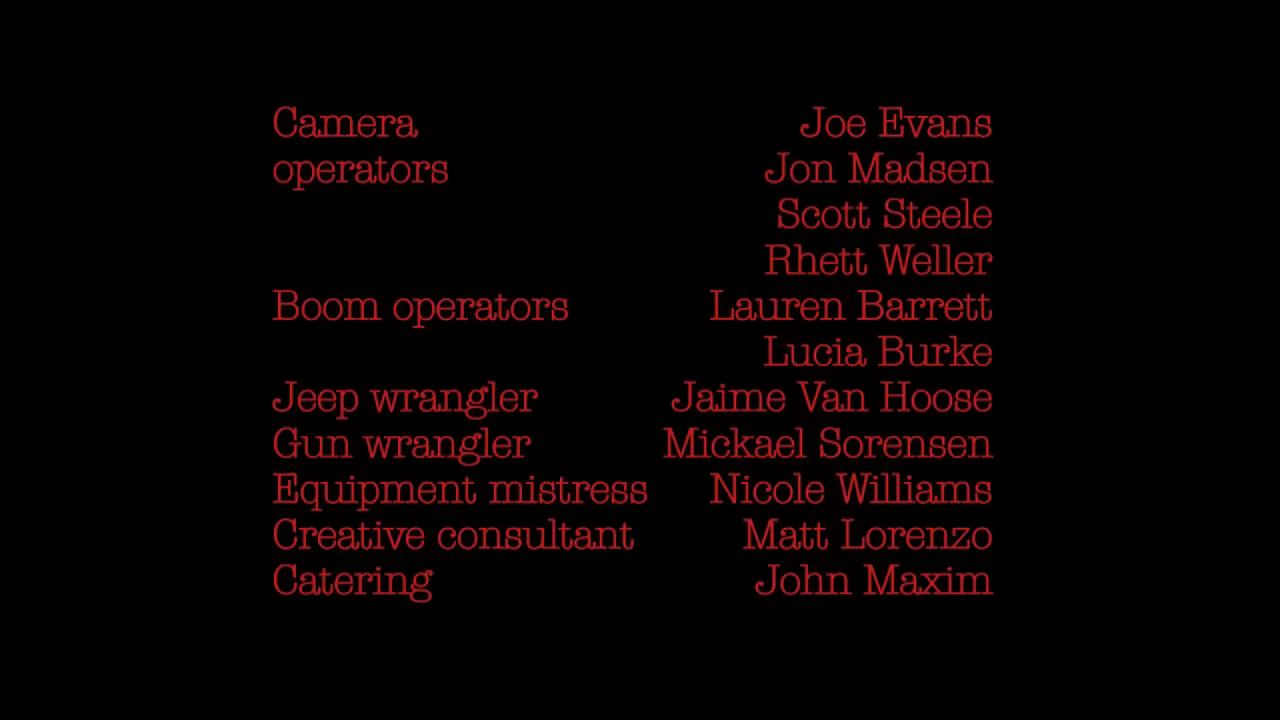 Camera Joe Evans
operators Jon Madsen
Scott Steele
Rhett Weller
Boom operators Lauren Barrett
Lucia Burke
Jeep wrangler Jaime Van Hoose
Gun wrangler Mickael Sorensen
Equipment mistress Nicole Williams
Creative consultant Matt Lorenzo
Catering John Maxim